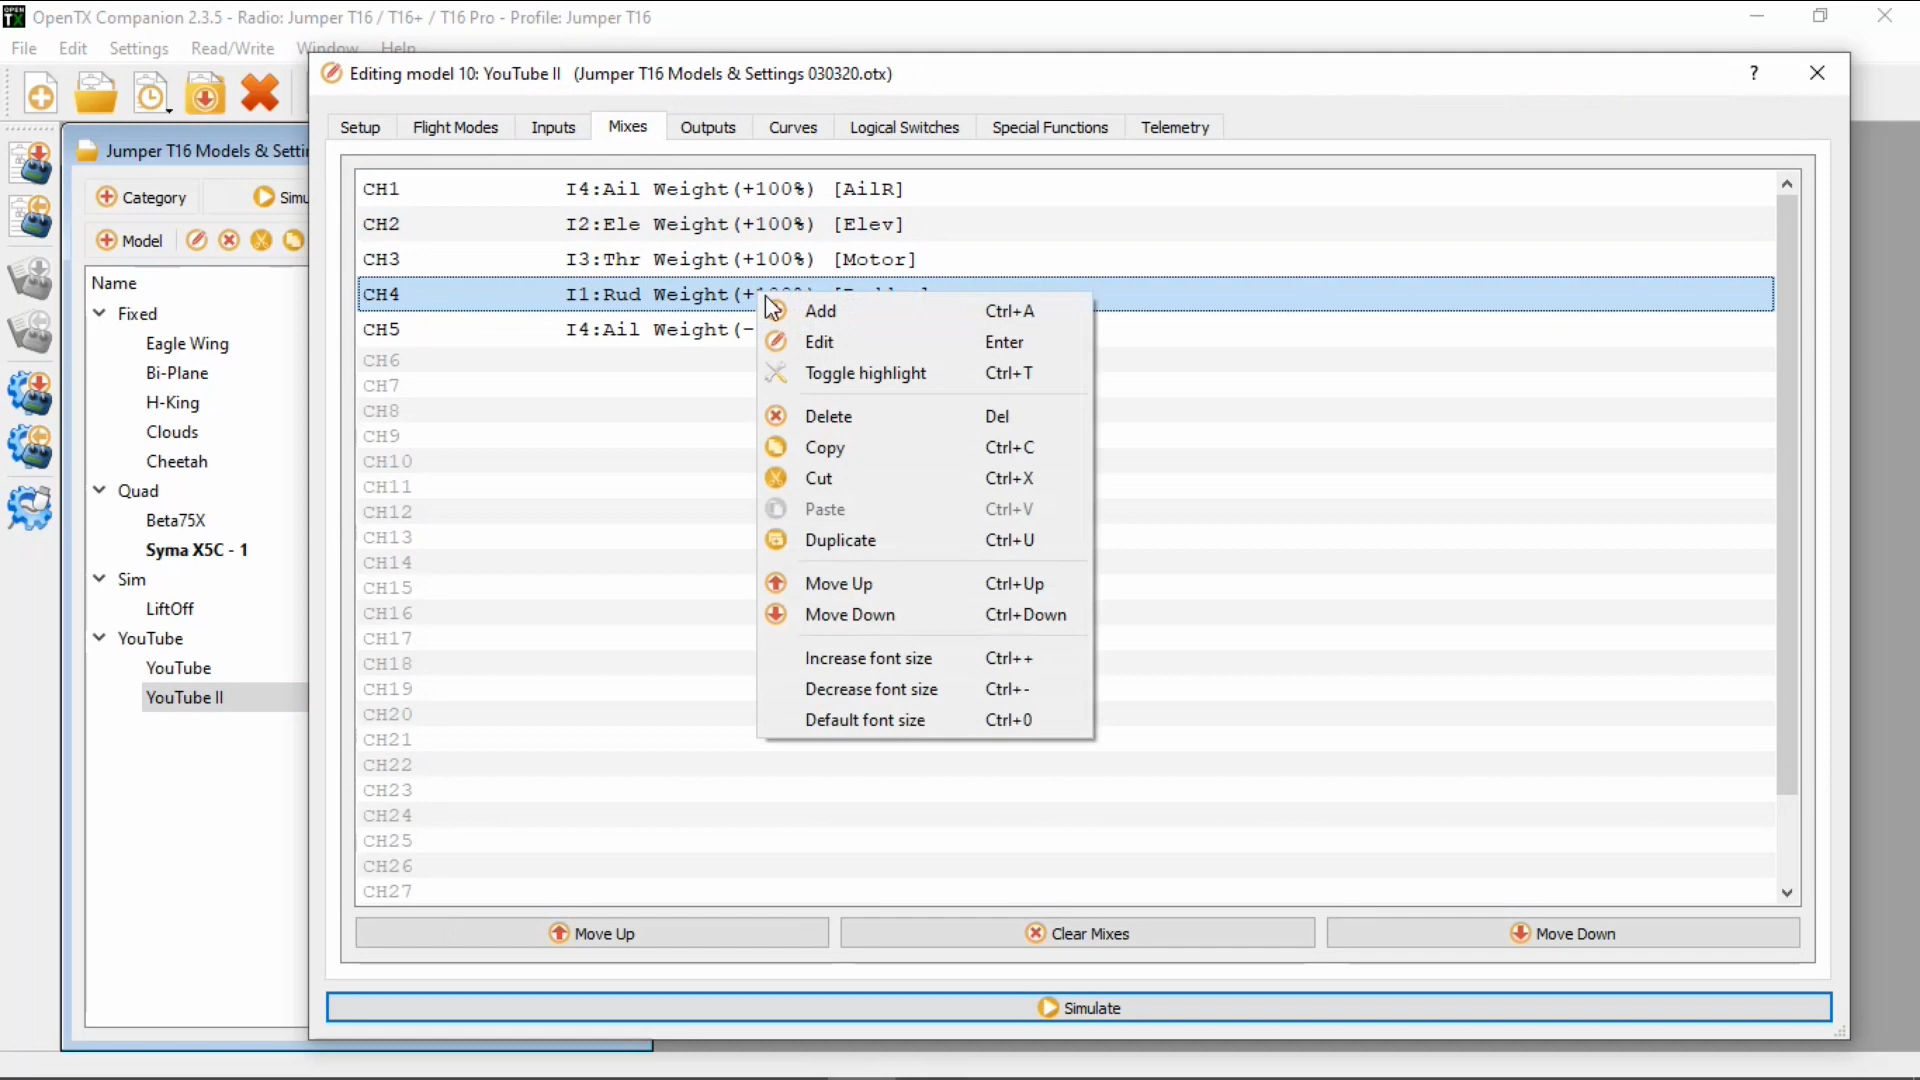 OpenTX Companion 2.3.5 - Radio: Jumper T16 / T16+ / T16 Pro - Profile: Jumper T16
File Edit Settings Read/Write Window Help
Editing model 10: YouTube II (Jumper T16 Models & Settings 030320.otx)
?
Setup Flight Modes Inputs Mixes Outputs Curves Logical Switches Special Functions Telemetry
Jumper T16 Models & Setti
Category Simu
Model
Name
Fixed
Eagle Wing
Bi-Plane
H-King
Clouds
Cheetah
Quad
Beta75X
Syma X5C - 1
Sim
LiftOff
YouTube
YouTube
YouTube II
CH1 I4:Ail Weight(+100%) [AilR]
CH2 I2:Ele Weight(+100%) [Elev]
CH3 I3:Thr Weight(+100%) [Motor]
CH4 I1:Rud Weight(+
CH5 I4:Ail Weight(-
CH6
CH7
CH8
CH9
CH10
CH11
CH12
CH13
CH14
CH15
CH16
CH17
CH18
CH19
CH20
CH21
CH22
CH23
CH24
CH25
CH26
CH27
Add Ctrl+A
Edit Enter
Toggle highlight Ctrl+T
Delete Del
Copy Ctrl+C
Cut Ctrl+X
Paste Ctrl+V
Duplicate Ctrl+U
Move Up Ctrl+Up
Move Down Ctrl+Down
Increase font size Ctrl++
Decrease font size Ctrl+-
Default font size Ctrl+0
Move Up Clear Mixes Move Down
Simulate